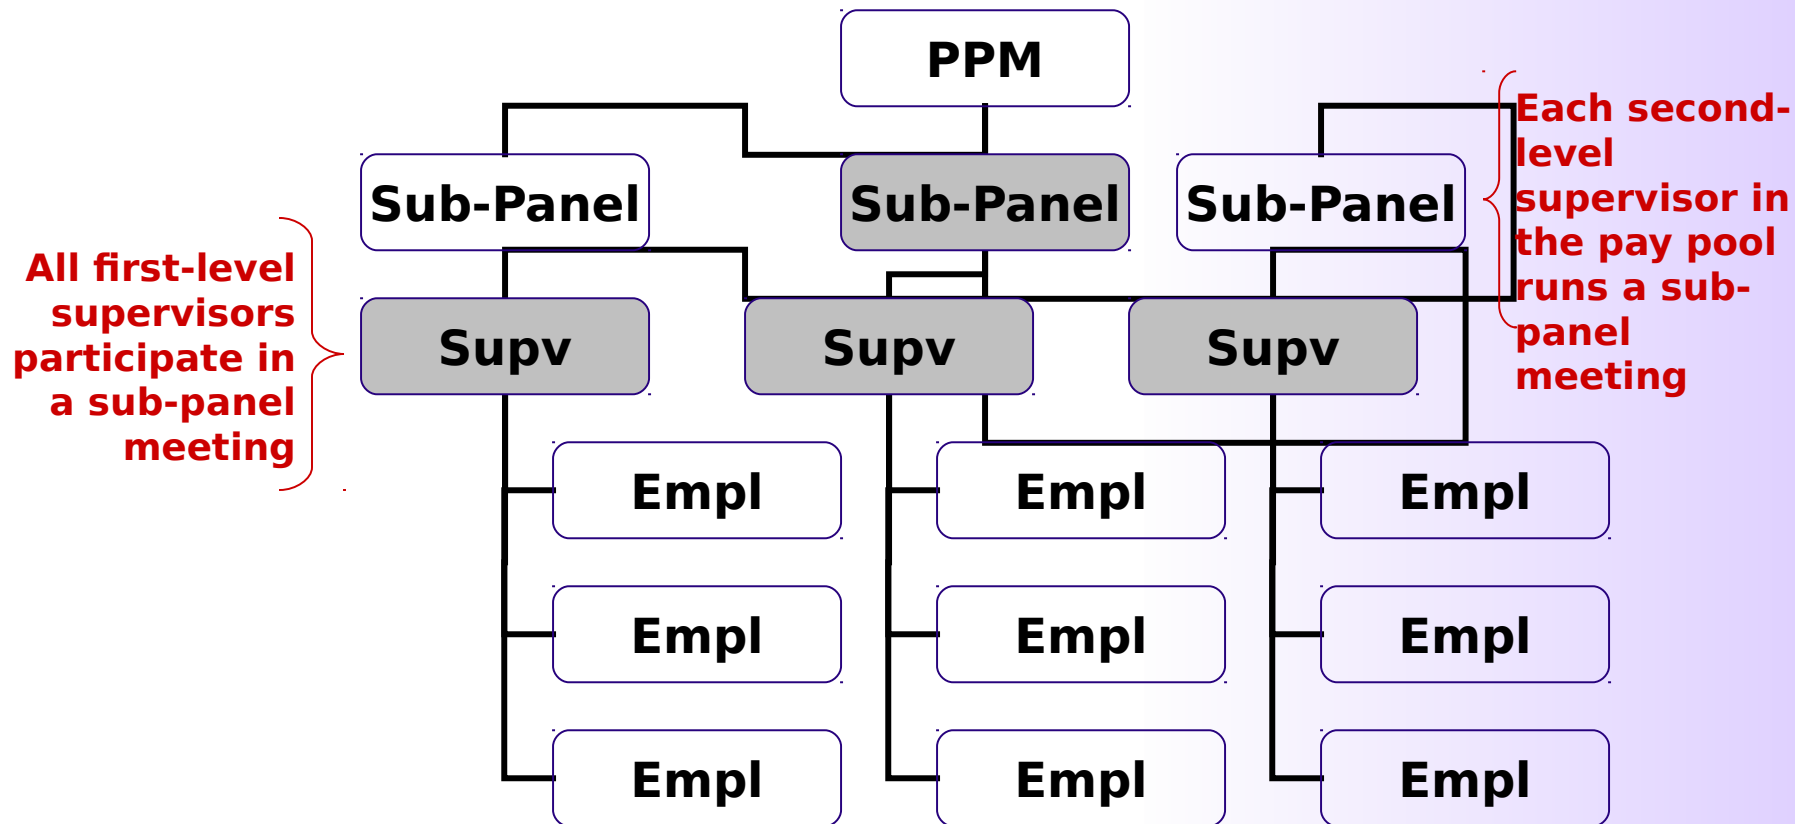 PPM
Sub-Panel
Sub-Panel
Sub-Panel
Each second-
level
supervisor in
the pay pool
runs a sub-
panel
meeting
All first-level
supervisors
participate in
a sub-panel
meeting
Supv
Supv
Supv
Empl
Empl
Empl
Empl
Empl
Empl
Empl
Empl
Empl